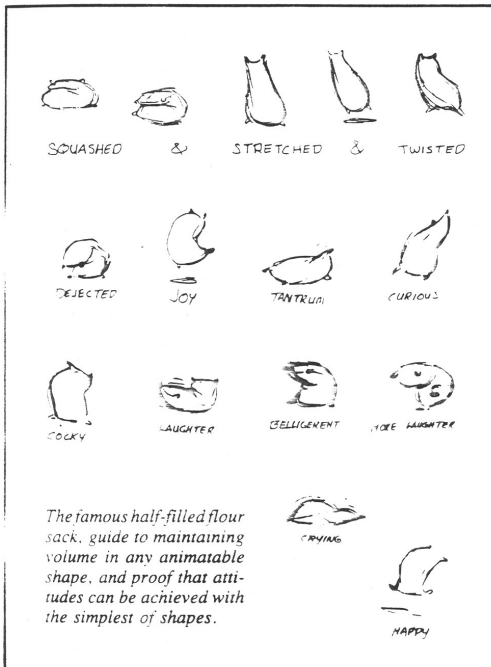 SQUASHED & STRETCHED & TWISTED
DEJECTED JOY TANTRUM CURIOUS
COCKY LAUGHTER BELLIGERENT MORE LAUGHTER
CRYING
HAPPY
The famous half-filled flour
sack, guide to maintaining
volume in any animatable
shape, and proof that atti-
tudes can be achieved with
the simplest of shapes.